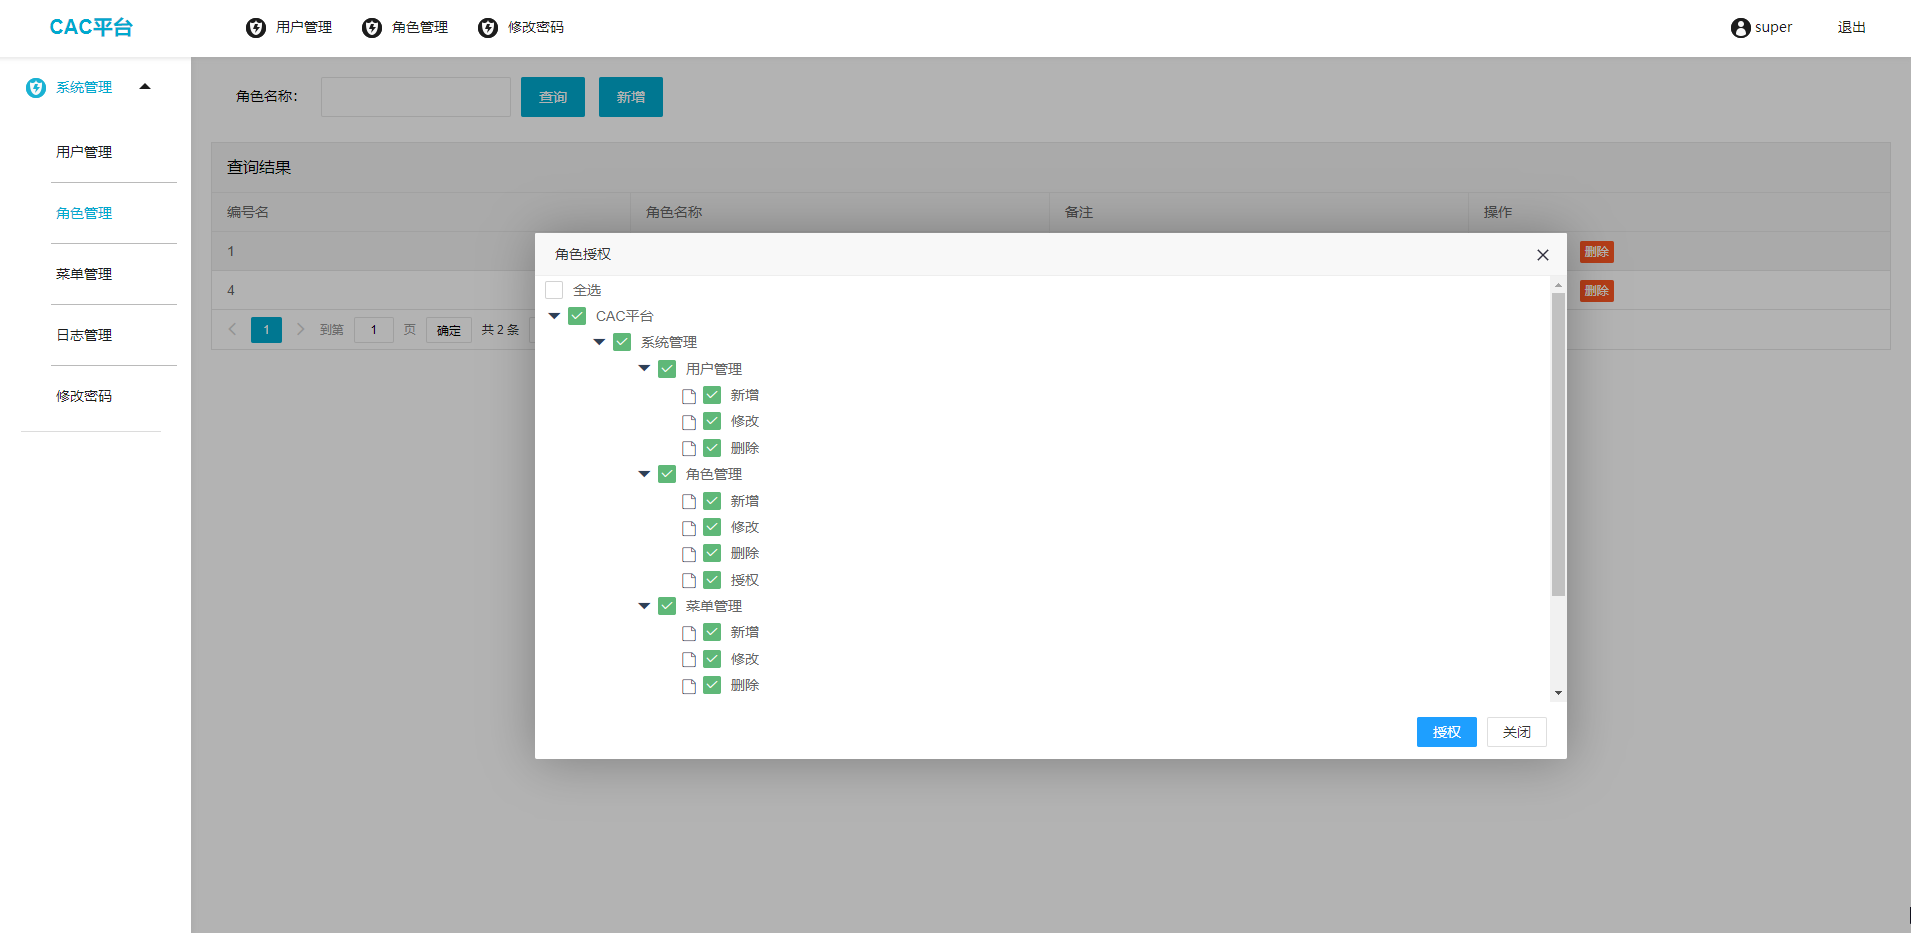 CAC平台 用户管理 角色管理 修改密码 super 退出
系统管理
用户管理
角色管理
菜单管理
日志管理
修改密码
角色名称: 查询 新增
查询结果
编号名 角色名称 备注 操作
1 删除
4 删除
1 到第 1 页 确定 共 2 条
角色授权
全选
CAC平台
系统管理
用户管理
新增
修改
删除
角色管理
新增
修改
删除
授权
菜单管理
新增
修改
删除
授权 关闭